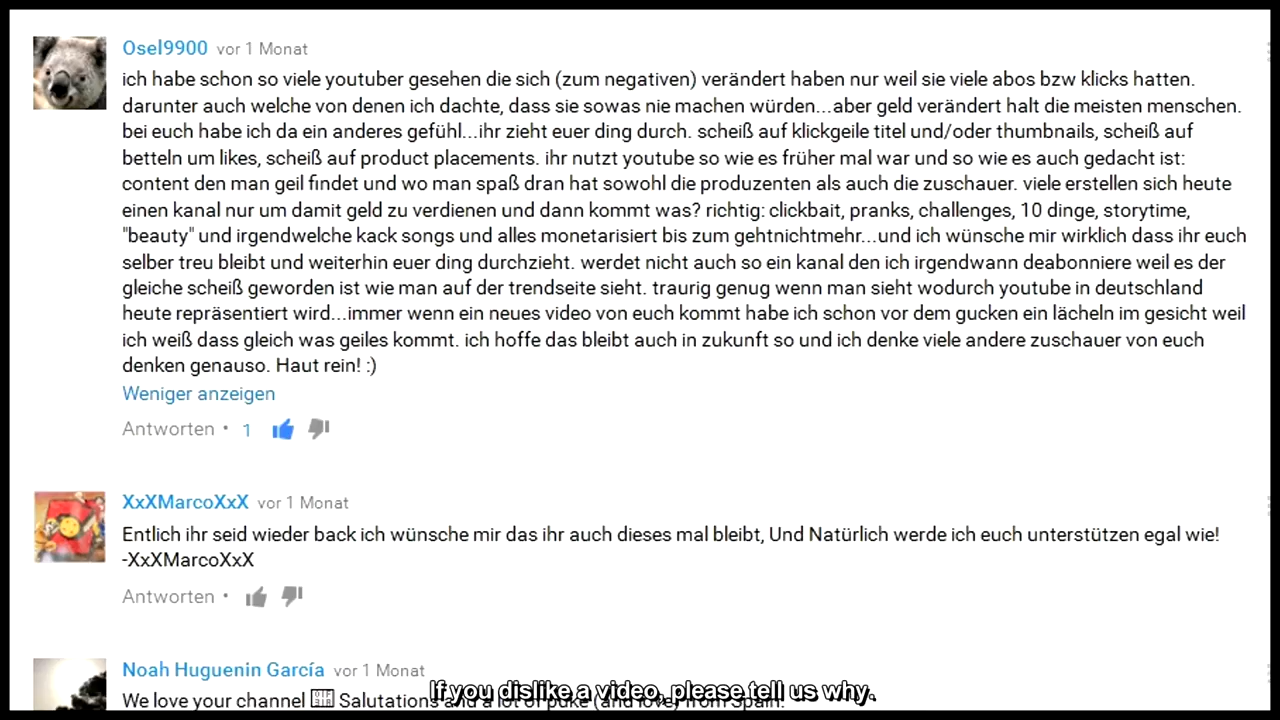 Osel9900 vor 1 Monat
ich habe schon so viele youtuber gesehen die sich (zum negativen) verändert haben nur weil sie viele abos bzw klicks hatten.
darunter auch welche von denen ich dachte, dass sie sowas nie machen würden...aber geld verändert halt die meisten menschen.
bei euch habe ich da ein anderes gefühl...ihr zieht euer ding durch. scheiß auf klickgeile titel und/oder thumbnails, scheiß auf
betteln um likes, scheiß auf product placements. ihr nutzt youtube so wie es früher mal war und so wie es auch gedacht ist:
content den man geil findet und wo man spaß dran hat sowohl die produzenten als auch die zuschauer. viele erstellen sich heute
einen kanal nur um damit geld zu verdienen und dann kommt was? richtig: clickbait, pranks, challenges, 10 dinge, storytime,
"beauty" und irgendwelche kack songs und alles monetarisiert bis zum gehtnichtmehr...und ich wünsche mir wirklich dass ihr euch
selber treu bleibt und weiterhin euer ding durchzieht. werdet nicht auch so ein kanal den ich irgendwann deabonniere weil es der
gleiche scheiß geworden ist wie man auf der trendseite sieht. traurig genug wenn man sieht wodurch youtube in deutschland
heute repräsentiert wird...immer wenn ein neues video von euch kommt habe ich schon vor dem gucken ein lächeln im gesicht weil
ich weiß dass gleich was geiles kommt. ich hoffe das bleibt auch in zukunft so und ich denke viele andere zuschauer von euch
denken genauso. Haut rein! :)
Weniger anzeigen
Antworten • 1
XxXMarcoXxX vor 1 Monat
Entlich ihr seid wieder back ich wünsche mir das ihr auch dieses mal bleibt, Und Natürlich werde ich euch unterstützen egal wie!
-XxXMarcoXxX
Antworten •
Noah Huguenin García vor 1 Monat
We love your channel Salutations and a lot of puke (and love) from Spain!
If you dislike a video, please tell us why.